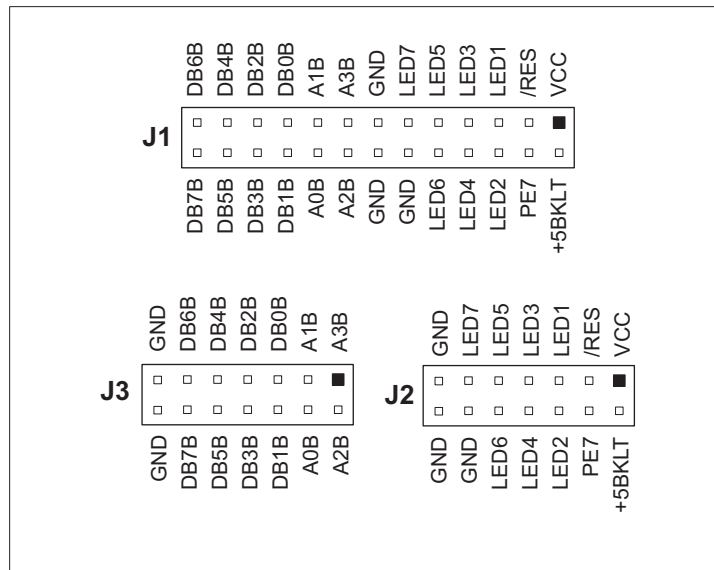 DB6B DB4B DB2B DB0B A1B A3B GND LED7 LED5 LED3 LED1 /RES VCC
J1
DB7B DB5B DB3B DB1B A0B A2B GND GND LED6 LED4 LED2 PE7 +5BKLT
GND DB6B DB4B DB2B DB0B A1B A3B
J3
GND DB7B DB5B DB3B DB1B A0B A2B
GND LED7 LED5 LED3 LED1 /RES VCC
J2
GND GND LED6 LED4 LED2 PE7 +5BKLT